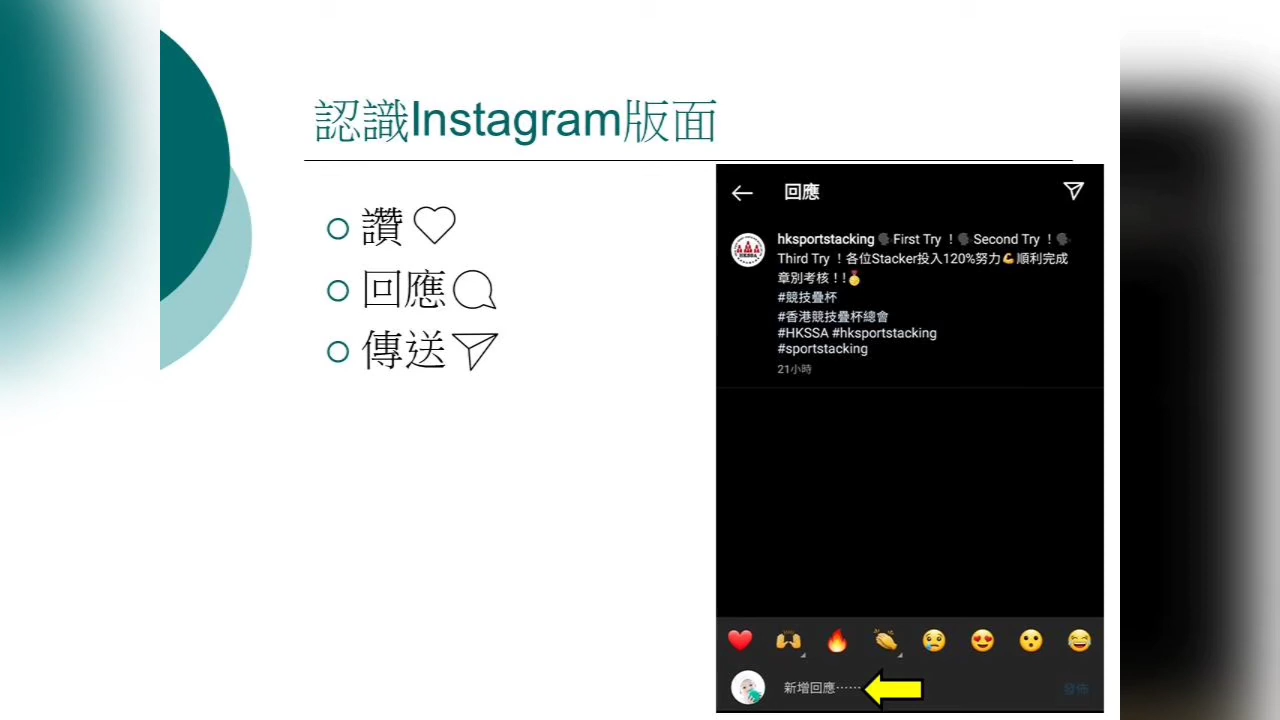 認識Instagram版面
讚
回應
傳送
回應
hksportstacking 🗣First Try ！🗣Second Try ！🗣
Third Try ！各位Stacker投入120%努力💪順利完成
章別考核！!🥇
#競技疊杯
#香港競技疊杯總會
#HKSSA #hksportstacking
#sportstacking
21小時
新增回應……
發佈